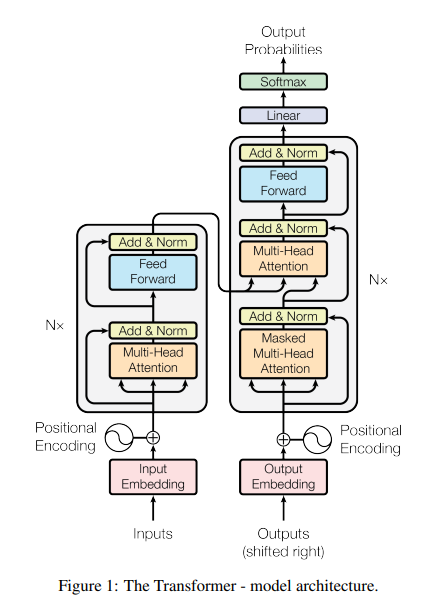 Output
Probabilities
Softmax
Linear
Add & Norm
Feed
Forward
Add & Norm
Multi-Head
Attention
Add & Norm
Masked
Multi-Head
Attention
Nx
Add & Norm
Feed
Forward
Add & Norm
Multi-Head
Attention
Nx
Positional
Encoding
Positional
Encoding
Input
Embedding
Output
Embedding
Inputs
Outputs
(shifted right)
Figure 1: The Transformer - model architecture.